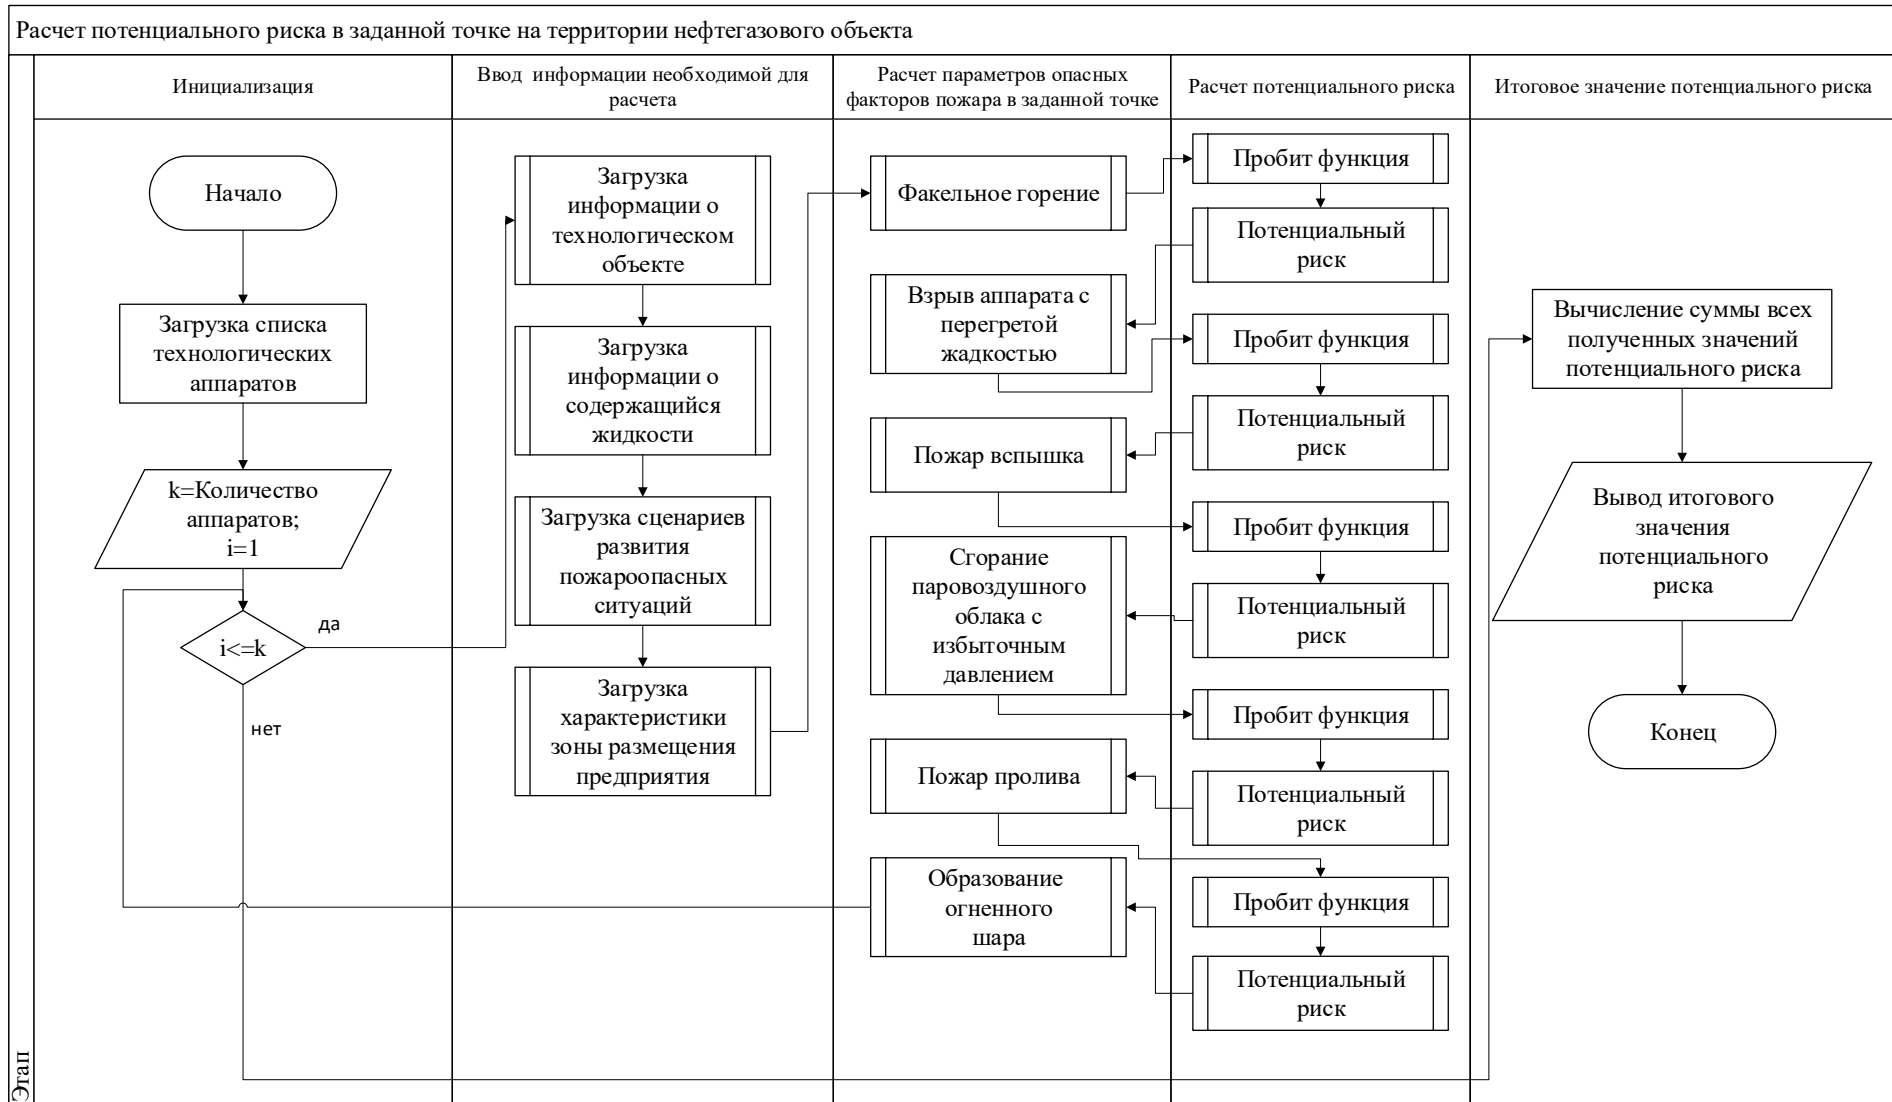 Расчет потенциального риска в заданной точке на территории нефтегазового объекта
Этап
Инициализация
Ввод информации необходимой для
расчета
Расчет параметров опасных
факторов пожара в заданной точке
Расчет потенциального риска
Итоговое значение потенциального риска
Начало
Загрузка списка
технологических
аппаратов
k=Количество
аппаратов;
i=1
i<=k
да
нет
Загрузка
информации о
технологическом
объекте
Загрузка
информации о
содержащийся
жидкости
Загрузка сценариев
развития
пожароопасных
ситуаций
Загрузка
характеристики
зоны размещения
предприятия
Факельное горение
Взрыв аппарата с
перегретой
жадкостью
Пожар вспышка
Сгорание
паровоздушного
облака с
избыточным
давлением
Пожар пролива
Образование
огненного
шара
Пробит функция
Потенциальный
риск
Пробит функция
Потенциальный
риск
Пробит функция
Потенциальный
риск
Пробит функция
Потенциальный
риск
Пробит функция
Потенциальный
риск
Вычисление суммы всех
полученных значений
потенциального риска
Вывод итогового
значения
потенциального
риска
Конец